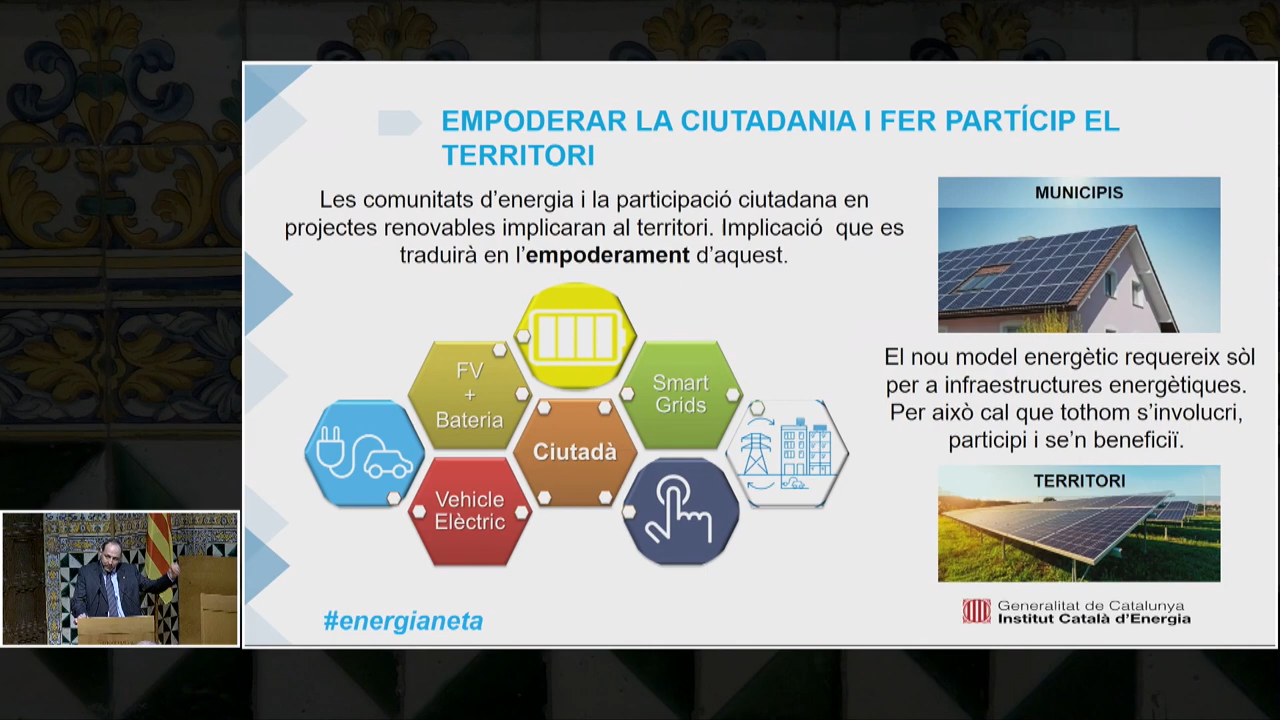 EMPODERAR LA CIUTADANIA I FER PARTÍCIP EL
TERRITORI
Les comunitats d’energia i la participació ciutadana en
projectes renovables implicaran al territori. Implicació que es
traduirà en l’empoderament d’aquest.
FV
+
Bateria
Smart
Grids
Ciutadà
Vehicle
Elèctric
MUNICIPIS
El nou model energètic requereix sòl
per a infraestructures energètiques.
Per això cal que tothom s’involucri,
participi i se’n beneficiï.
TERRITORI
#energianeta
Generalitat de Catalunya
Institut Català d’Energia